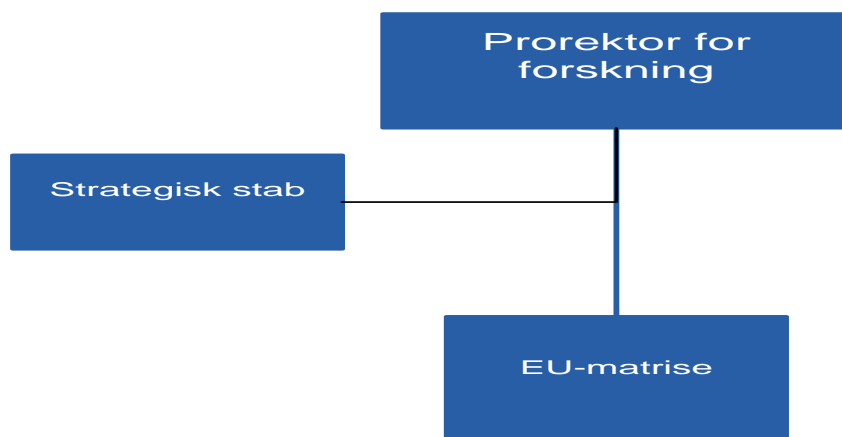 Prorektor for
forskning
Strategisk stab
EU-matrise